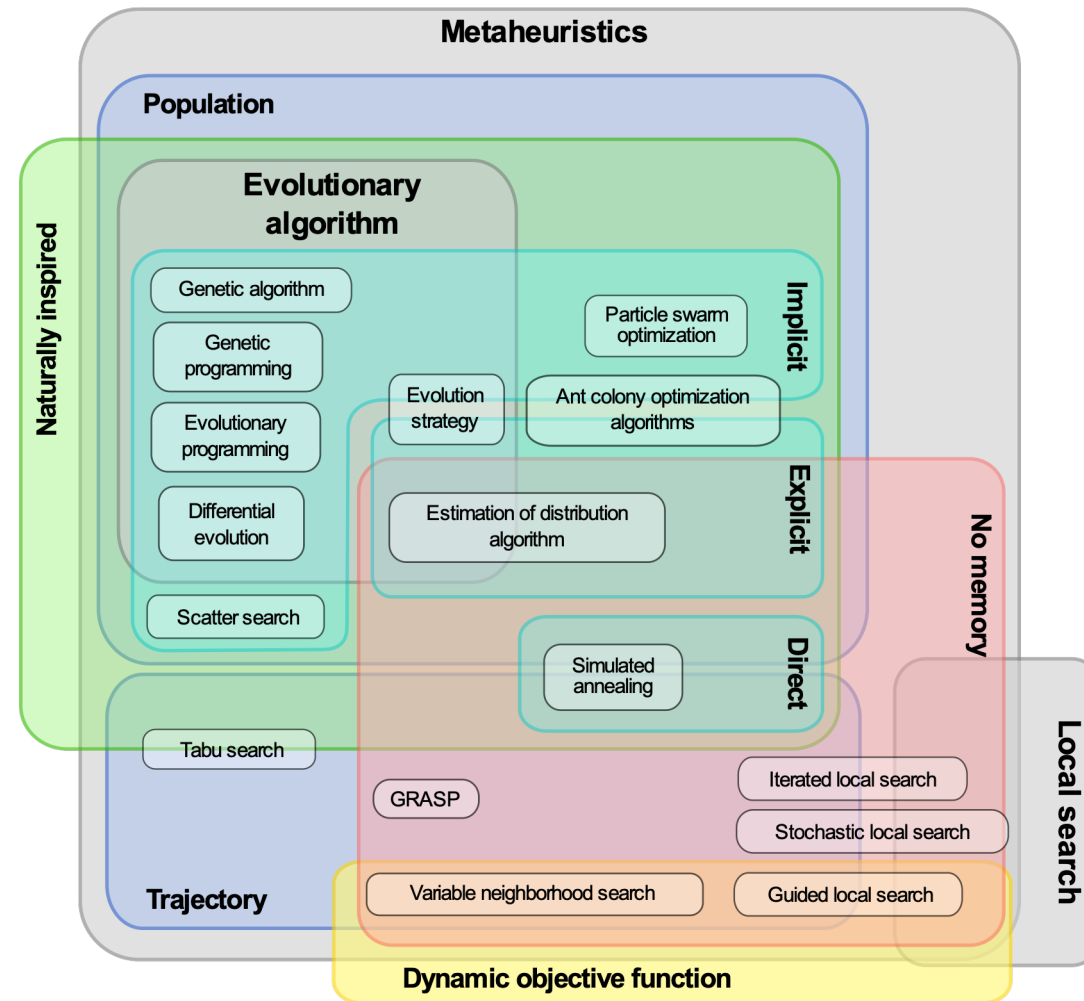 Metaheuristics
Population
Naturally inspired
Evolutionary
algorithm
Genetic algorithm
Implicit
Particle swarm
optimization
Genetic
programming
Evolution
strategy
Ant colony optimization
algorithms
Evolutionary
programming
Explicit
Differential
evolution
Estimation of distribution
algorithm
No memory
Scatter search
Direct
Simulated
annealing
Tabu search
Local search
Iterated local search
GRASP
Stochastic local search
Trajectory
Variable neighborhood search
Guided local search
Dynamic objective function